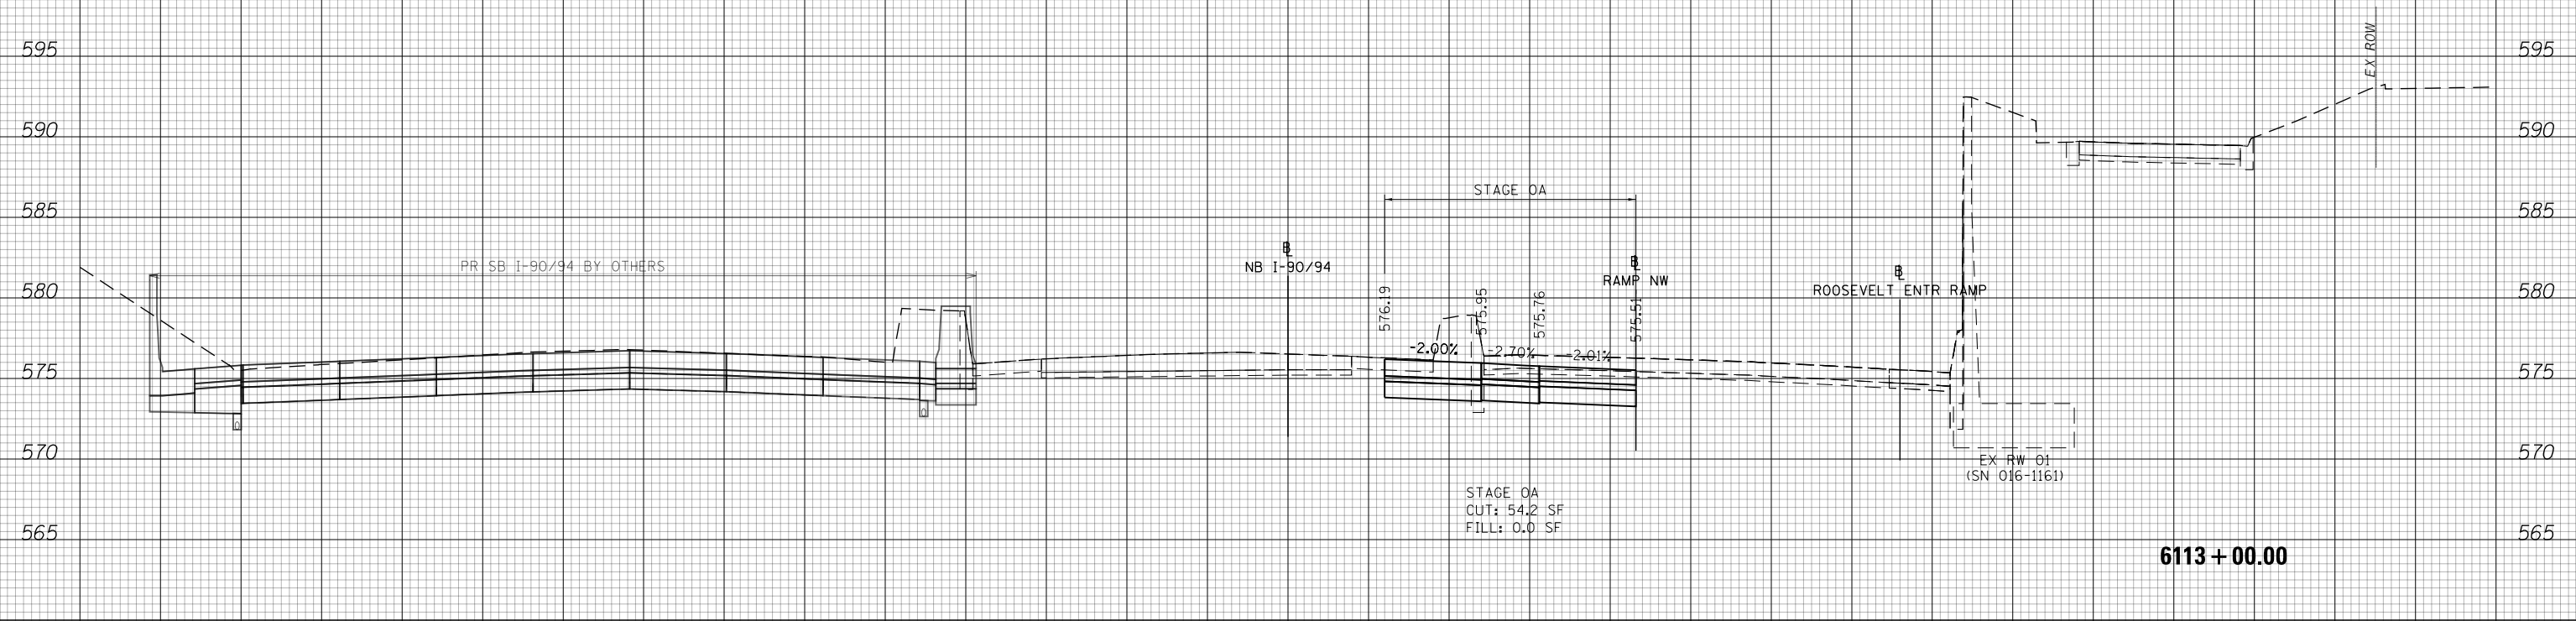 EX ROW
595 595
590 590
STAGE 0A
585 585
℄
NB I-90/94
℄
RAMP NW
℄
ROOSEVELT ENTR RAMP
PR SB I-90/94 BY OTHERS
580 580
576.19 575.95 575.76 575.51
-2.00% -2.70% -2.01%
575 575
570 570
EX RW 01
(SN 016-1161)
STAGE 0A
CUT: 54.2 SF
FILL: 0.0 SF
565 565
6113+00.00